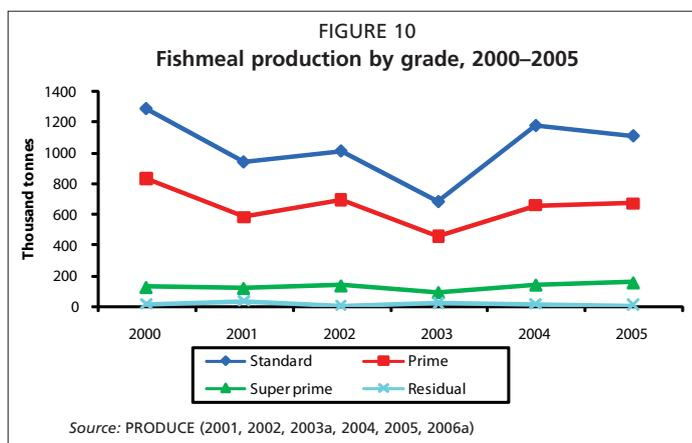 FIGURE 10
Fishmeal production by grade, 2000–2005
Thousand tonnes
1400
1200
1000
800
600
400
200
0
2000 2001 2002 2003 2004 2005
Standard Prime
Super prime Residual
Source: PRODUCE (2001, 2002, 2003a, 2004, 2005, 2006a)